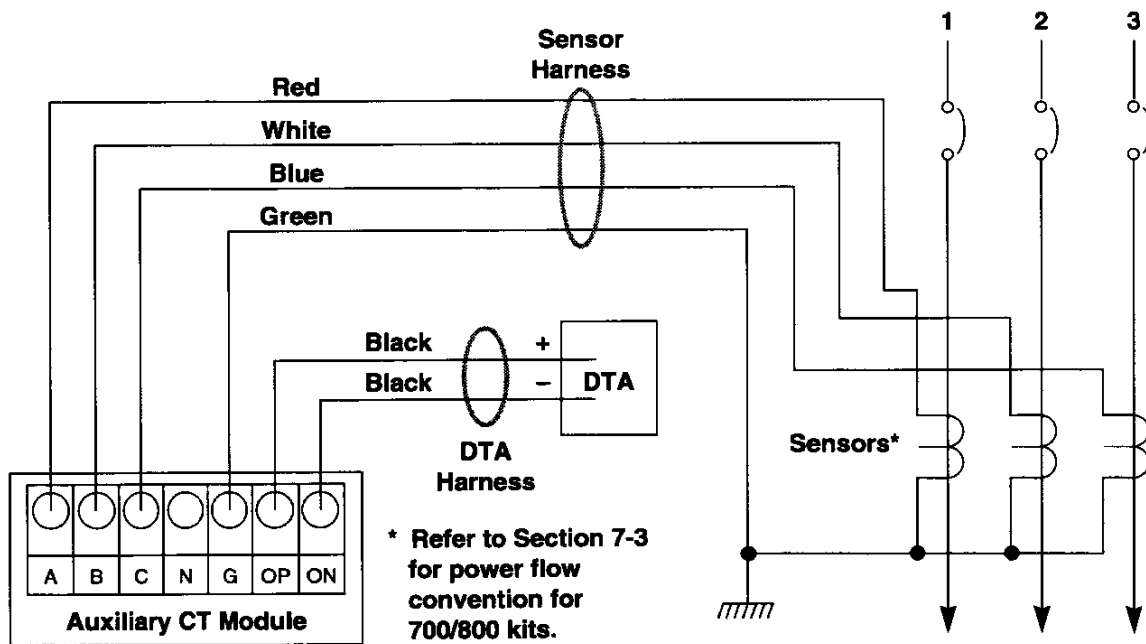 1 2 3
Sensor
Harness
Red
White
Blue
Green
Black +
Black −
DTA
DTA
Harness
Sensors*
A B C N G OP ON
Auxiliary CT Module
* Refer to Section 7-3
for power flow
convention for
700/800 kits.